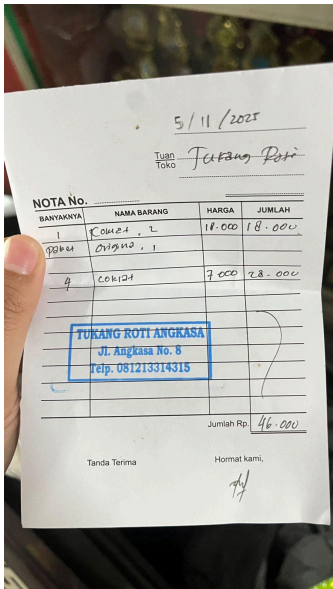 5/11/2025
Tuan
Toko Tukang Roti
NOTA No.
BANYAKNYA NAMA BARANG HARGA JUMLAH
1 Komet . 2 18.000 18.000
paket Origina . 1
4 coklat 7.000 28.000
TUKANG ROTI ANGKASA
Jl. Angkasa No. 8
Telp. 081213314315
Jumlah Rp. 46.000
Tanda Terima Hormat kami,